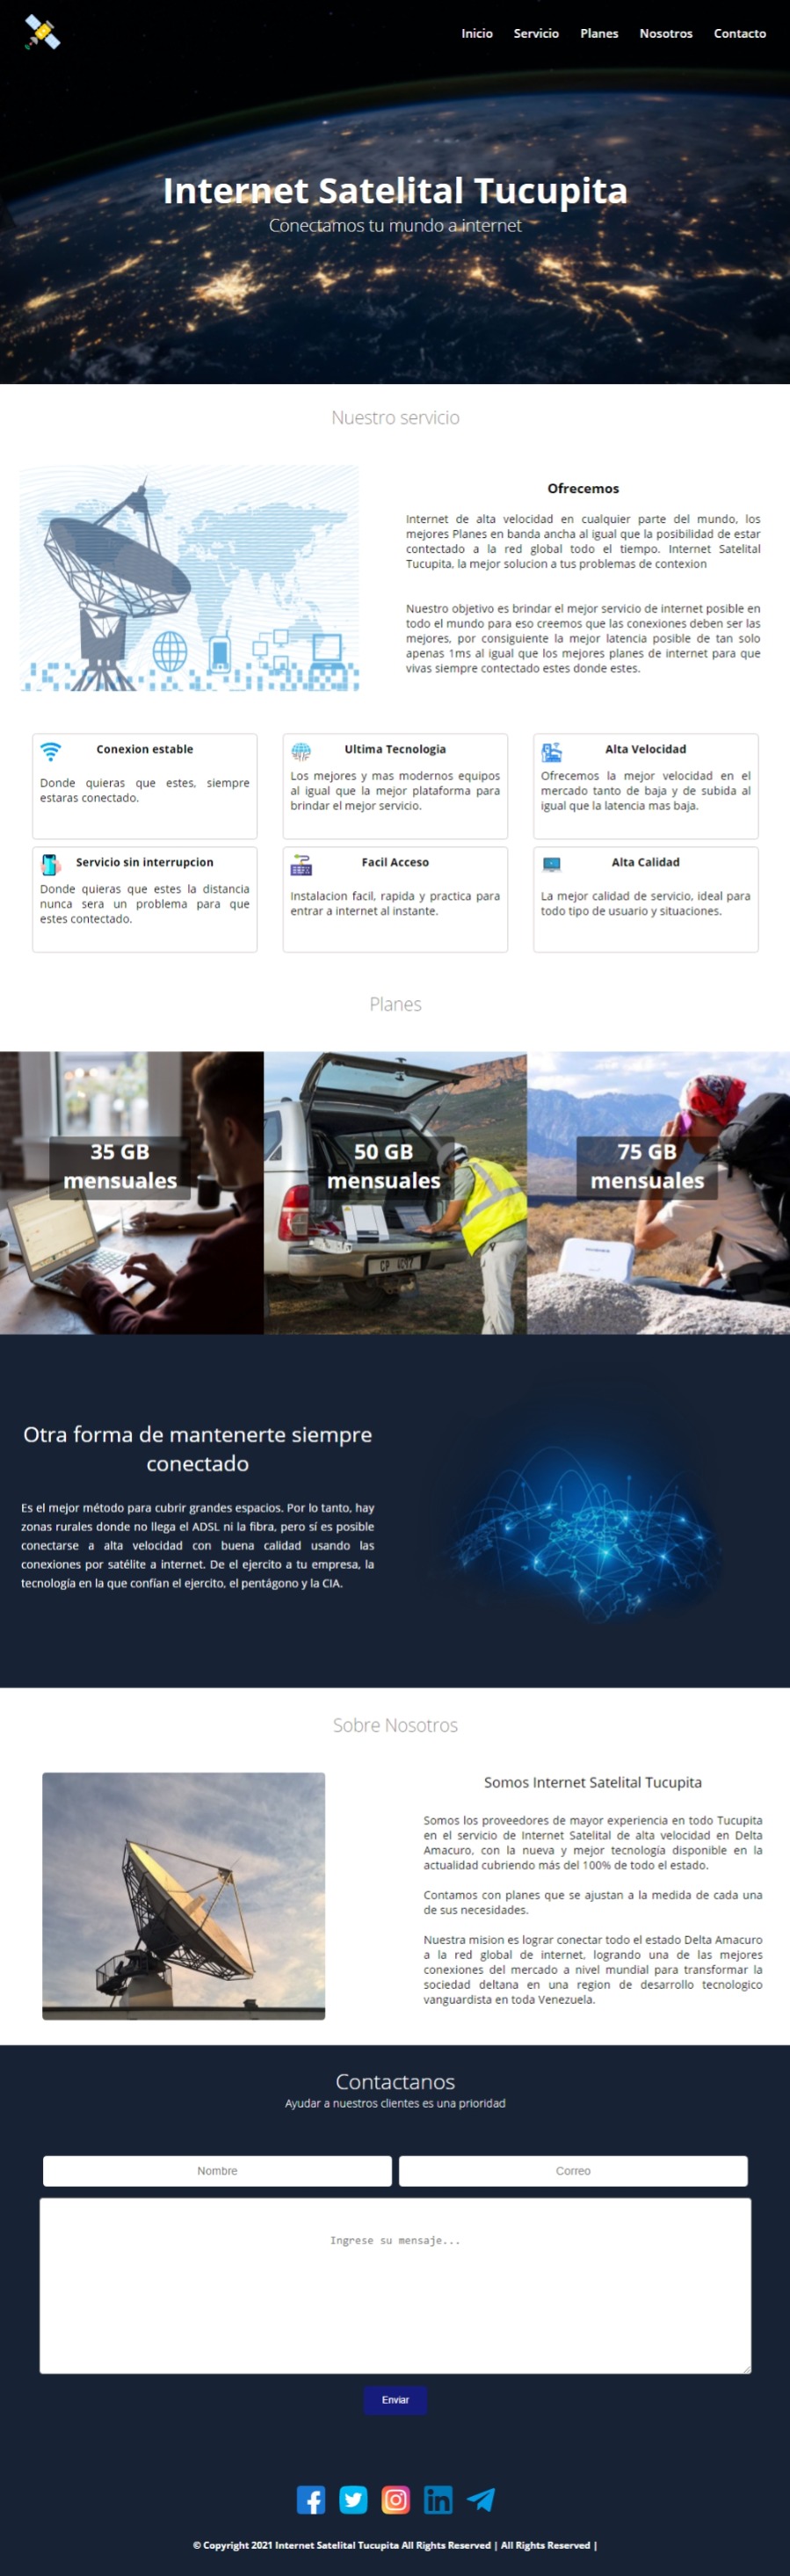 Inicio Servicio Planes Nosotros Contacto
Internet Satelital Tucupita
Conectamos tu mundo a internet
Nuestro servicio
Ofrecemos
Internet de alta velocidad en cualquier parte del mundo, los
mejores Planes en banda ancha al igual que la posibilidad de estar
contectado a la red global todo el tiempo. Internet Satelital
Tucupita, la mejor solucion a tus problemas de contexion
Nuestro objetivo es brindar el mejor servicio de internet posible en
todo el mundo para eso creemos que las conexiones deben ser las
mejores, por consiguiente la mejor latencia posible de tan solo
apenas 1ms al igual que los mejores planes de internet para que
vivas siempre contectado estes donde estes.
Conexion estable
Donde quieras que estes, siempre
estaras conectado.
Ultima Tecnologia
Los mejores y mas modernos equipos
al igual que la mejor plataforma para
brindar el mejor servicio.
Alta Velocidad
Ofrecemos la mejor velocidad en el
mercado tanto de baja y de subida al
igual que la latencia mas baja.
Servicio sin interrupcion
Donde quieras que estes la distancia
nunca sera un problema para que
estes contectado.
Facil Acceso
Instalacion facil, rapida y practica para
entrar a internet al instante.
Alta Calidad
La mejor calidad de servicio, ideal para
todo tipo de usuario y situaciones.
Planes
35 GB
mensuales
50 GB
mensuales
75 GB
mensuales
Otra forma de mantenerte siempre
conectado
Es el mejor método para cubrir grandes espacios. Por lo tanto, hay
zonas rurales donde no llega el ADSL ni la fibra, pero sí es posible
conectarse a alta velocidad con buena calidad usando las
conexiones por satélite a internet. De el ejercito a tu empresa, la
tecnología en la que confían el ejercito, el pentágono y la CIA.
Sobre Nosotros
Somos Internet Satelital Tucupita
Somos los proveedores de mayor experiencia en todo Tucupita
en el servicio de Internet Satelital de alta velocidad en Delta
Amacuro, con la nueva y mejor tecnología disponible en la
actualidad cubriendo más del 100% de todo el estado.
Contamos con planes que se ajustan a la medida de cada una
de sus necesidades.
Nuestra mision es lograr conectar todo el estado Delta Amacuro
a la red global de internet, logrando una de las mejores
conexiones del mercado a nivel mundial para transformar la
sociedad deltana en una region de desarrollo tecnologico
vanguardista en toda Venezuela.
Contactanos
Ayudar a nuestros clientes es una prioridad
Nombre Correo
Ingrese su mensaje...
Enviar
© Copyright 2021 Internet Satelital Tucupita All Rights Reserved | All Rights Reserved |